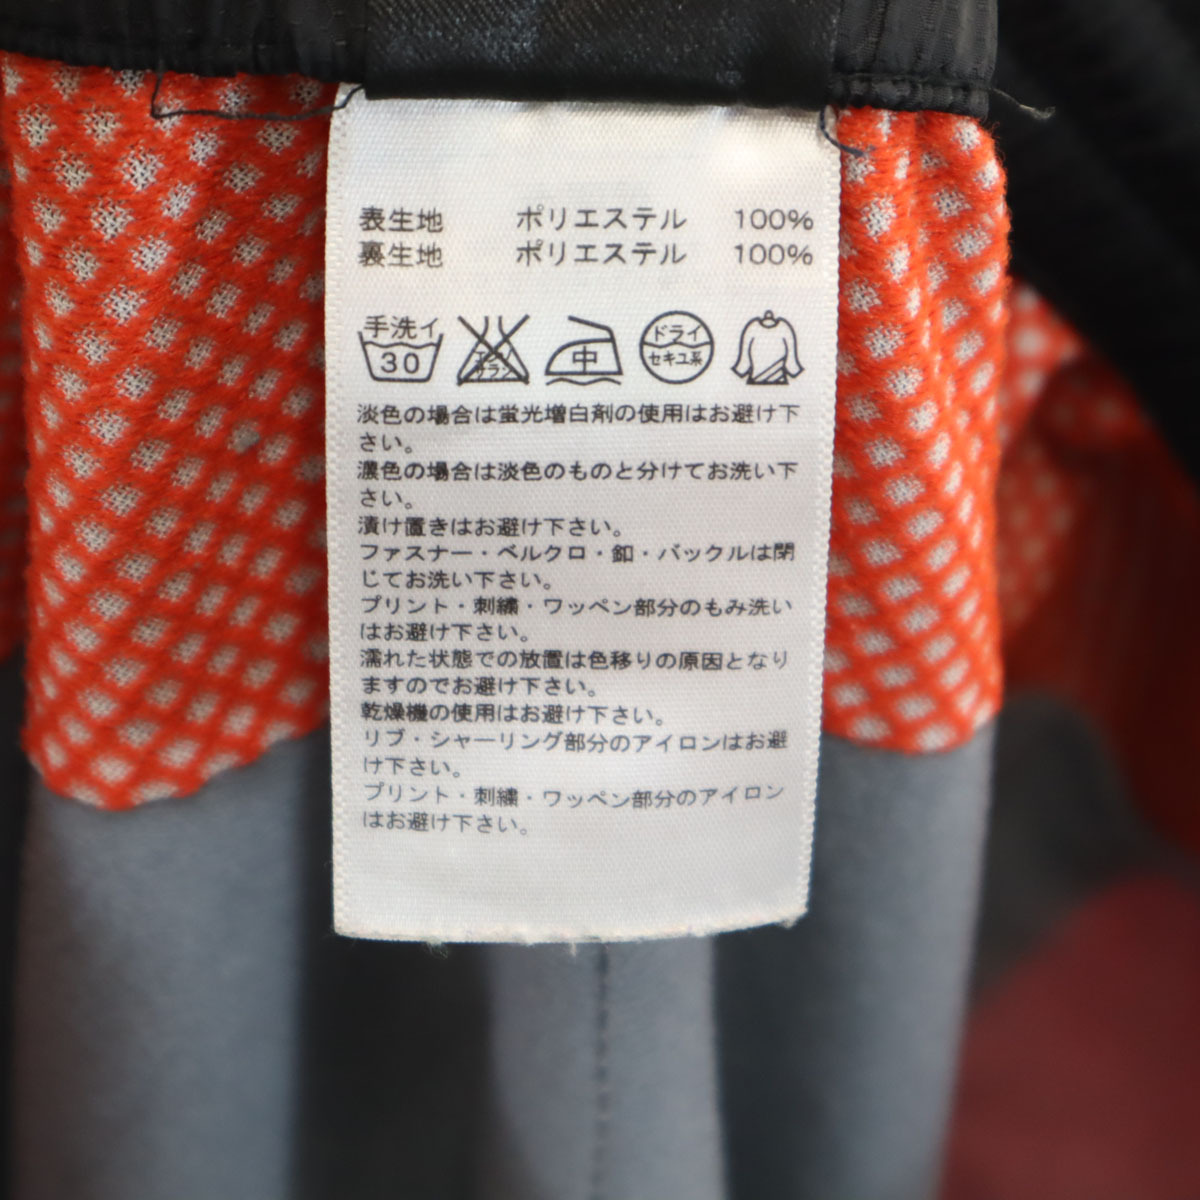 表生地 ポリエステル 100%
裏生地 ポリエステル 100%
手洗イ 30 エンソサラシ 中 ドライ セキユ系
淡色の場合は蛍光増白剤の使用はお避け下
さい。
濃色の場合は淡色のものと分けてお洗い下
さい。
漬け置きはお避け下さい。
ファスナー・ベルクロ・釦・バックルは閉
じてお洗い下さい。
プリント・刺繍・ワッペン部分のもみ洗い
はお避け下さい。
濡れた状態での放置は色移りの原因となり
ますのでお避け下さい。
乾燥機の使用はお避け下さい。
リブ・シャーリング部分のアイロンはお避
け下さい。
プリント・刺繍・ワッペン部分のアイロン
はお避け下さい。